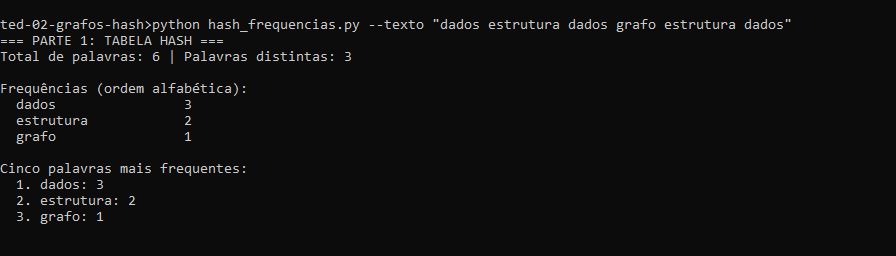 ted-02-grafos-hash>python hash_frequencias.py --texto "dados estrutura dados grafo estrutura dados"
=== PARTE 1: TABELA HASH ===
Total de palavras: 6 | Palavras distintas: 3
Frequências (ordem alfabética):
dados 3
estrutura 2
grafo 1
Cinco palavras mais frequentes:
1. dados: 3
2. estrutura: 2
3. grafo: 1